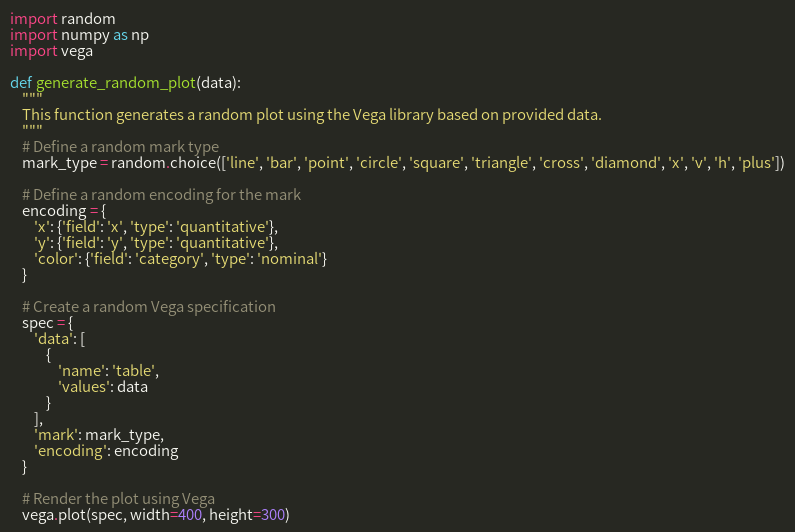 import random
import numpy as np
import vega

def generate_random_plot(data):
    """
    This function generates a random plot using the Vega library based on provided data.
    """
    # Define a random mark type
    mark_type = random.choice(['line', 'bar', 'point', 'circle', 'square', 'triangle', 'cross', 'diamond', 'x', 'v', 'h', 'plus'])

    # Define a random encoding for the mark
    encoding = {
        'x': {'field': 'x', 'type': 'quantitative'},
        'y': {'field': 'y', 'type': 'quantitative'},
        'color': {'field': 'category', 'type': 'nominal'}
    }

    # Create a random Vega specification
    spec = {
        'data': [
            {
                'name': 'table',
                'values': data
            }
        ],
        'mark': mark_type,
        'encoding': encoding
    }

    # Render the plot using Vega
    vega.plot(spec, width=400, height=300)